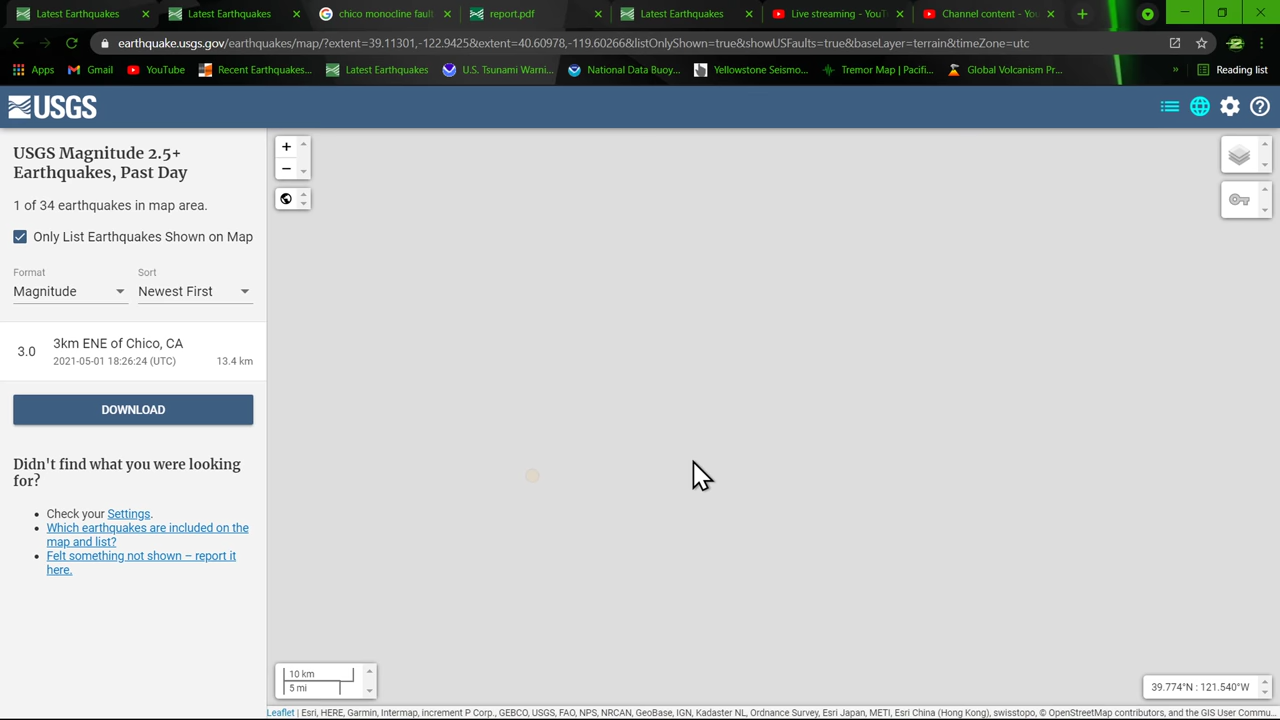 Latest Earthquakes
Latest Earthquakes
chico monocline fault
report.pdf
Latest Earthquakes
Live streaming - YouT
Channel content - You
earthquake.usgs.gov/earthquakes/map/?extent=39.11301,-122.9425&extent=40.60978,-119.60266&listOnlyShown=true&showUSFaults=true&baseLayer=terrain&timeZone=utc
Apps
Gmail
YouTube
Recent Earthquakes...
Latest Earthquakes
U.S. Tsunami Warni...
National Data Buoy...
Yellowstone Seismo...
Tremor Map | Pacifi...
Global Volcanism Pr...
»
Reading list
USGS
USGS Magnitude 2.5+
Earthquakes, Past Day
1 of 34 earthquakes in map area.
Only List Earthquakes Shown on Map
Format
Sort
Magnitude
Newest First
3.0
3km ENE of Chico, CA
2021-05-01 18:26:24 (UTC)
13.4 km
DOWNLOAD
Didn't find what you were looking
for?
Check your Settings.
Which earthquakes are included on the
map and list?
Felt something not shown – report it
here.
+
−
10 km
5 mi
39.774°N : 121.540°W
Leaflet | Esri, HERE, Garmin, Intermap, increment P Corp., GEBCO, USGS, FAO, NPS, NRCAN, GeoBase, IGN, Kadaster NL, Ordnance Survey, Esri Japan, METI, Esri China (Hong Kong), swisstopo, © OpenStreetMap contributors, and the GIS User Commu...